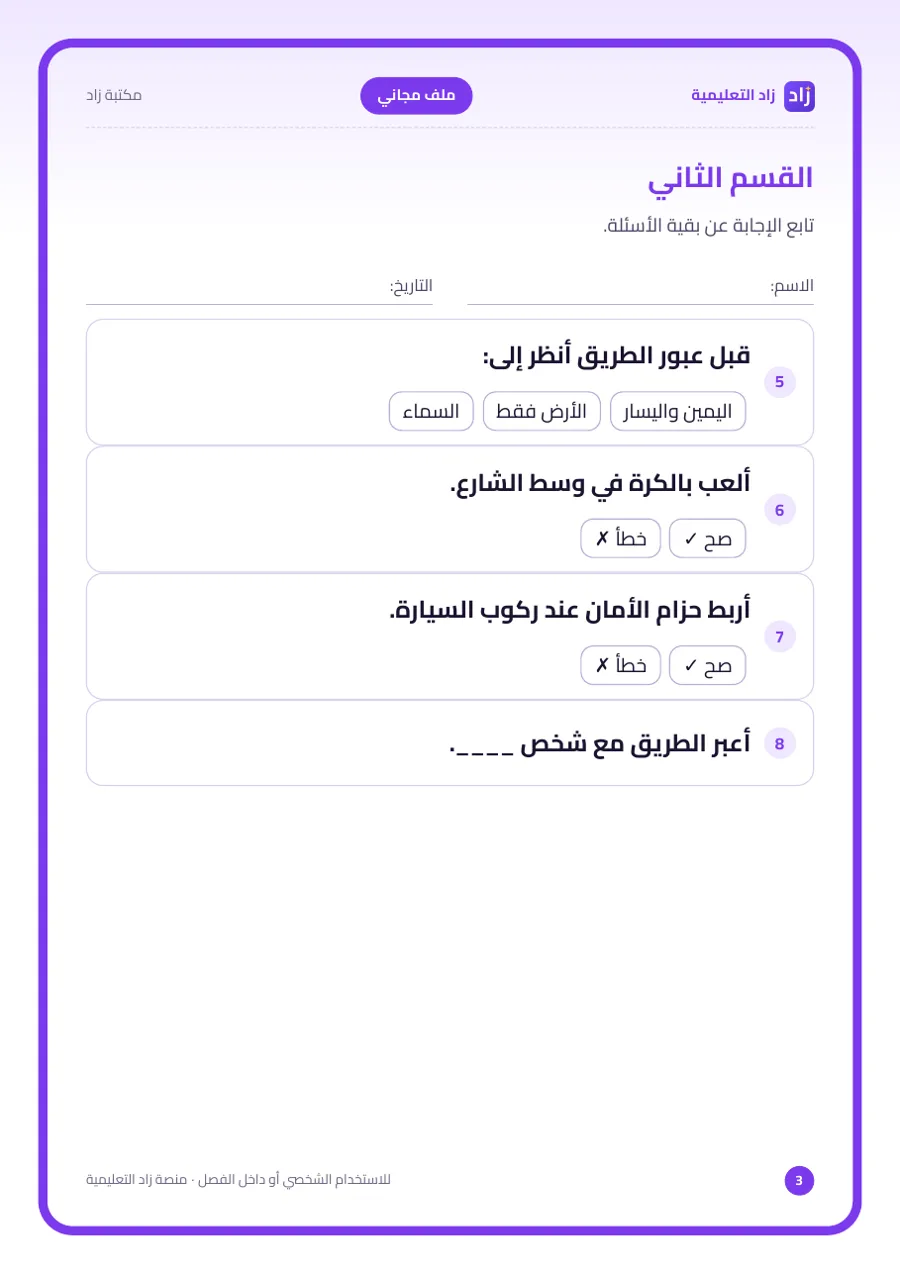 زاد
زاد التعليمية
ملف مجاني
مكتبة زاد
القسم الثاني
تابع الإجابة عن بقية الأسئلة.
الاسم:
التاريخ:
5
قبل عبور الطريق أنظر إلى:
اليمين واليسار
الأرض فقط
السماء
6
ألعب بالكرة في وسط الشارع.
صح ✓
خطأ ✗
7
أربط حزام الأمان عند ركوب السيارة.
صح ✓
خطأ ✗
8
أعبر الطريق مع شخص ____.
3
للاستخدام الشخصي أو داخل الفصل · منصة زاد التعليمية